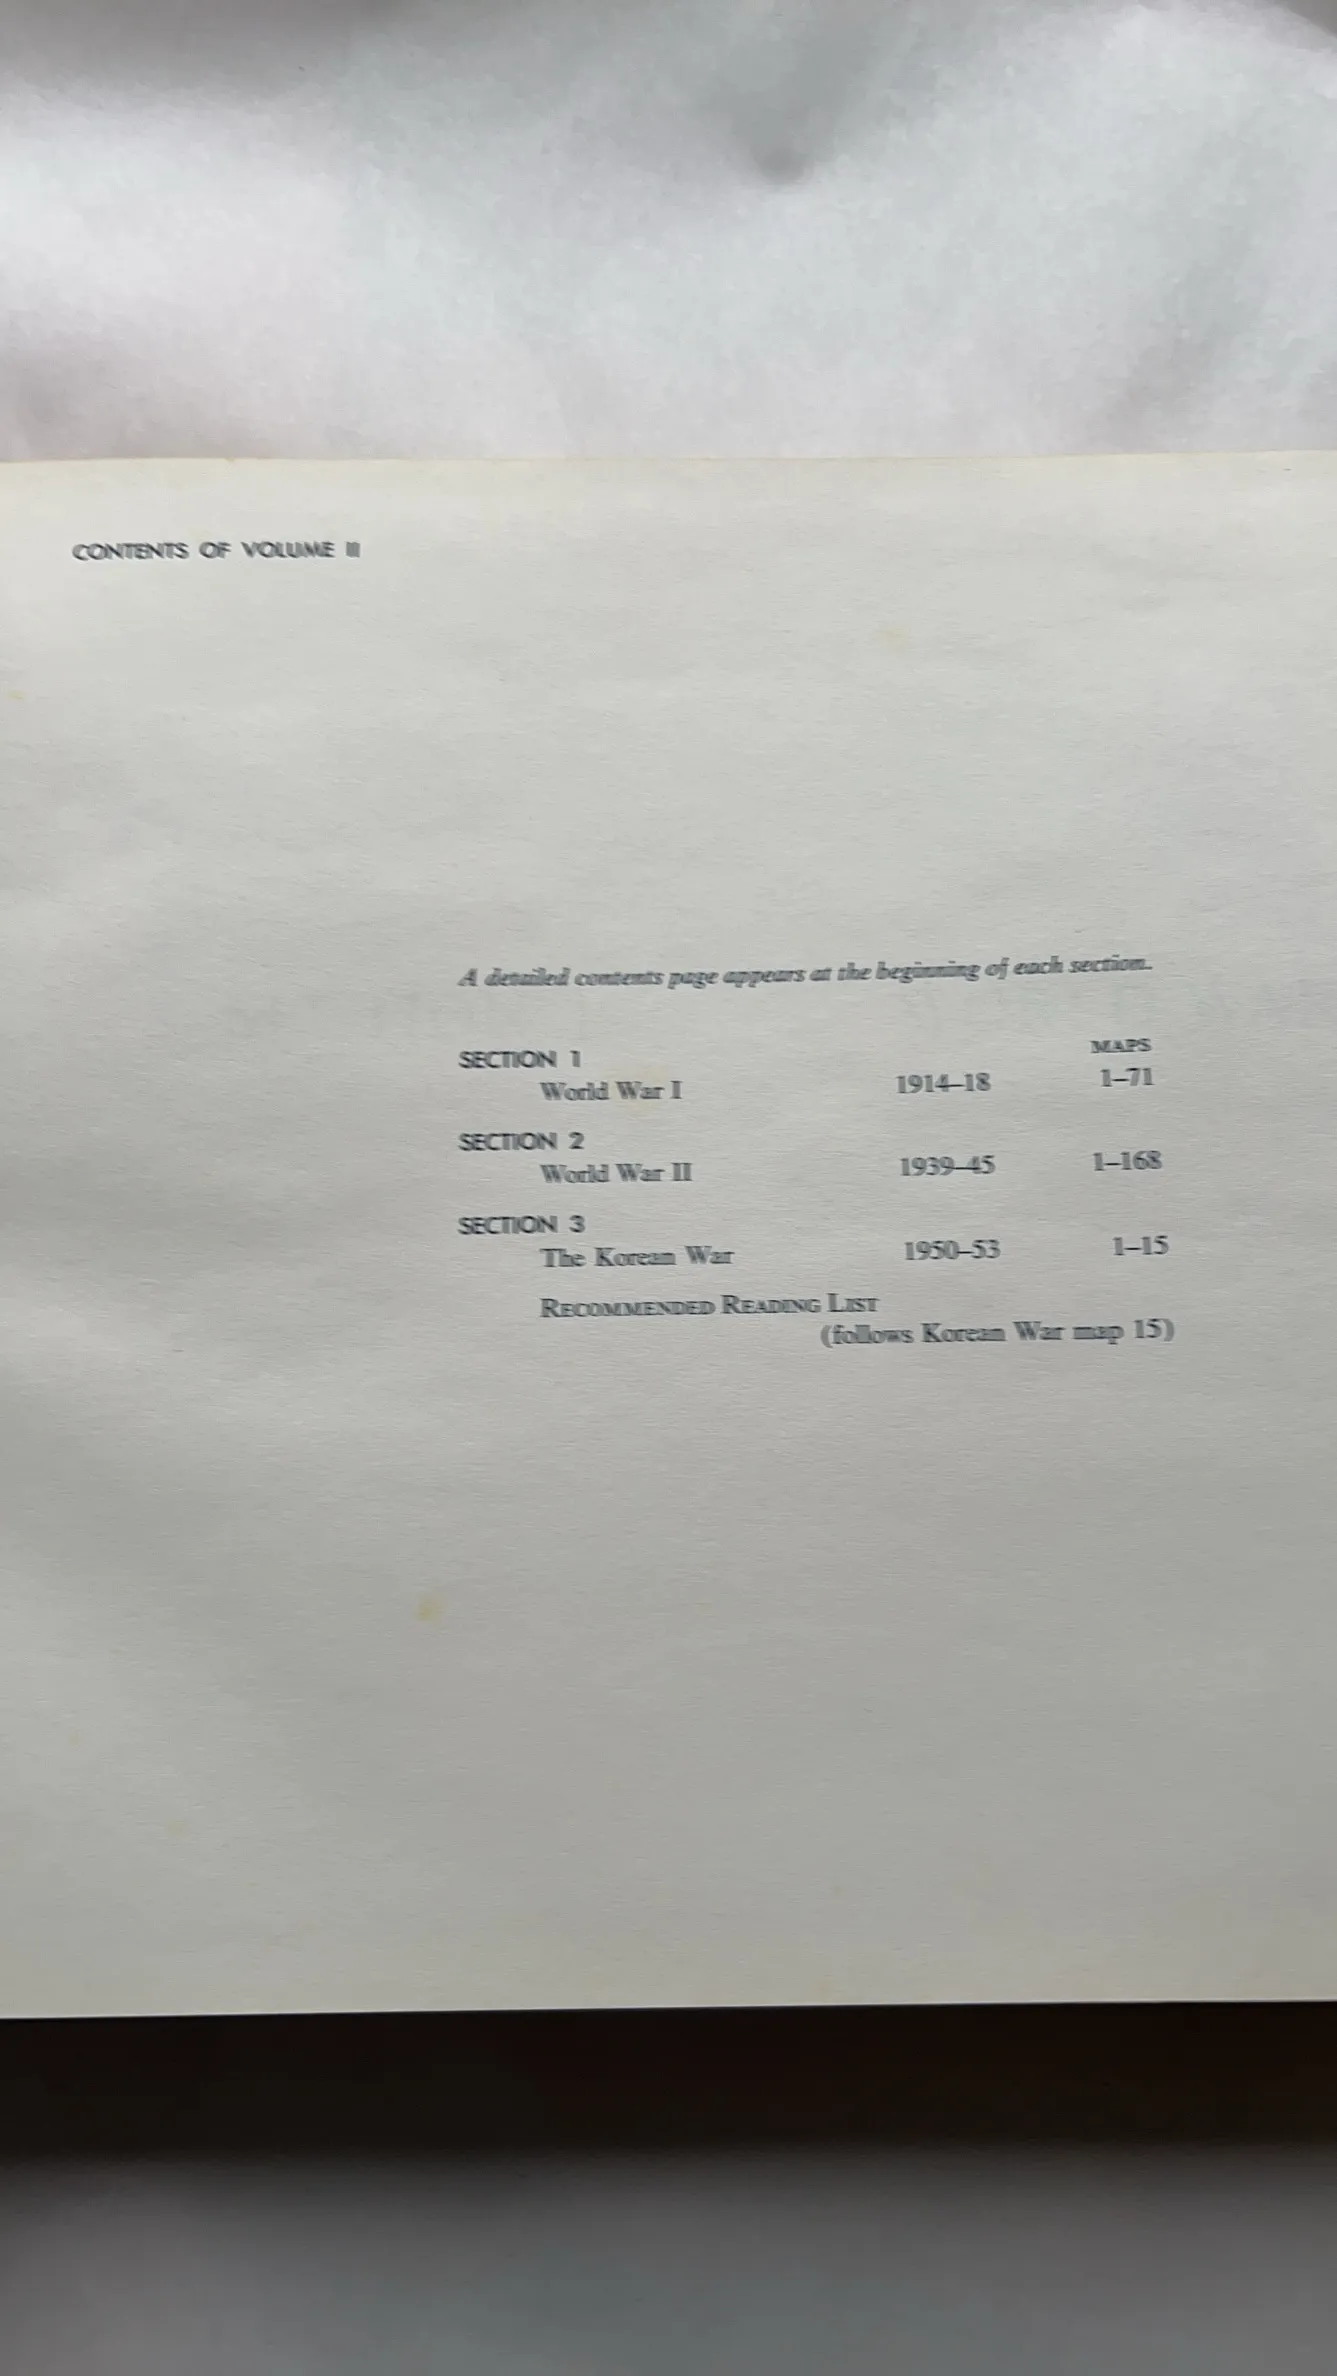 CONTENTS OF VOLUME II
A detailed contents page appears at the beginning of each section.
MAPS
SECTION 1
World War I 1914–18 1–71
SECTION 2
World War II 1939–45 1–168
SECTION 3
The Korean War 1950–53 1–15
RECOMMENDED READING LIST
(follows Korean War map 15)